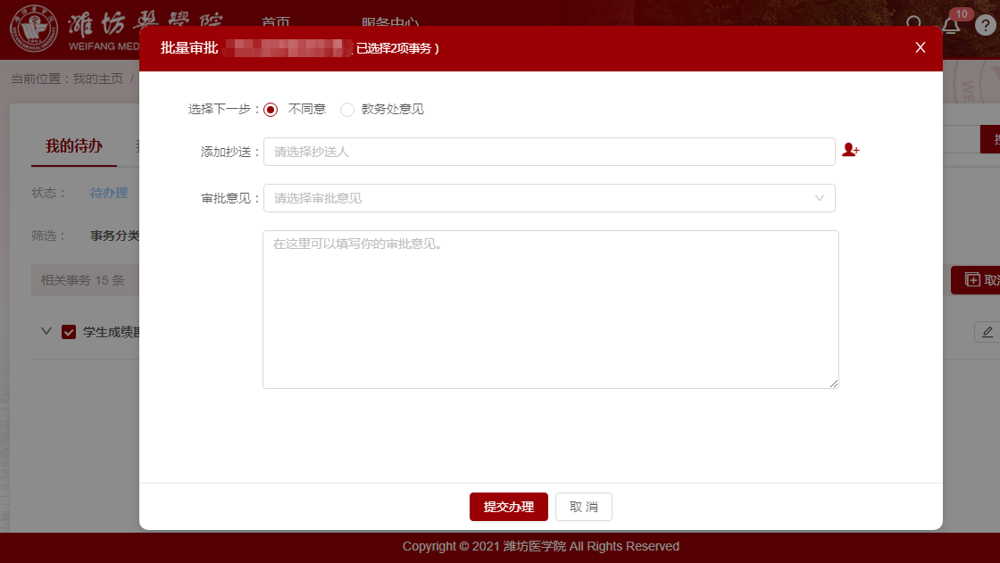 濰坊醫學院
WEIFANG MED
首页
服务中心
10
批量审批
已选择2项事务）
X
当前位置：我的主页 /
选择下一步： 不同意 教务处意见
我的待办
添加抄送： 请选择抄送人
状态： 待办理
审批意见： 请选择审批意见
筛选： 事务分类
在这里可以填写你的审批意见。
相关事务 15 条
学生成绩
提交办理 取 消
Copyright © 2021 潍坊医学院 All Rights Reserved